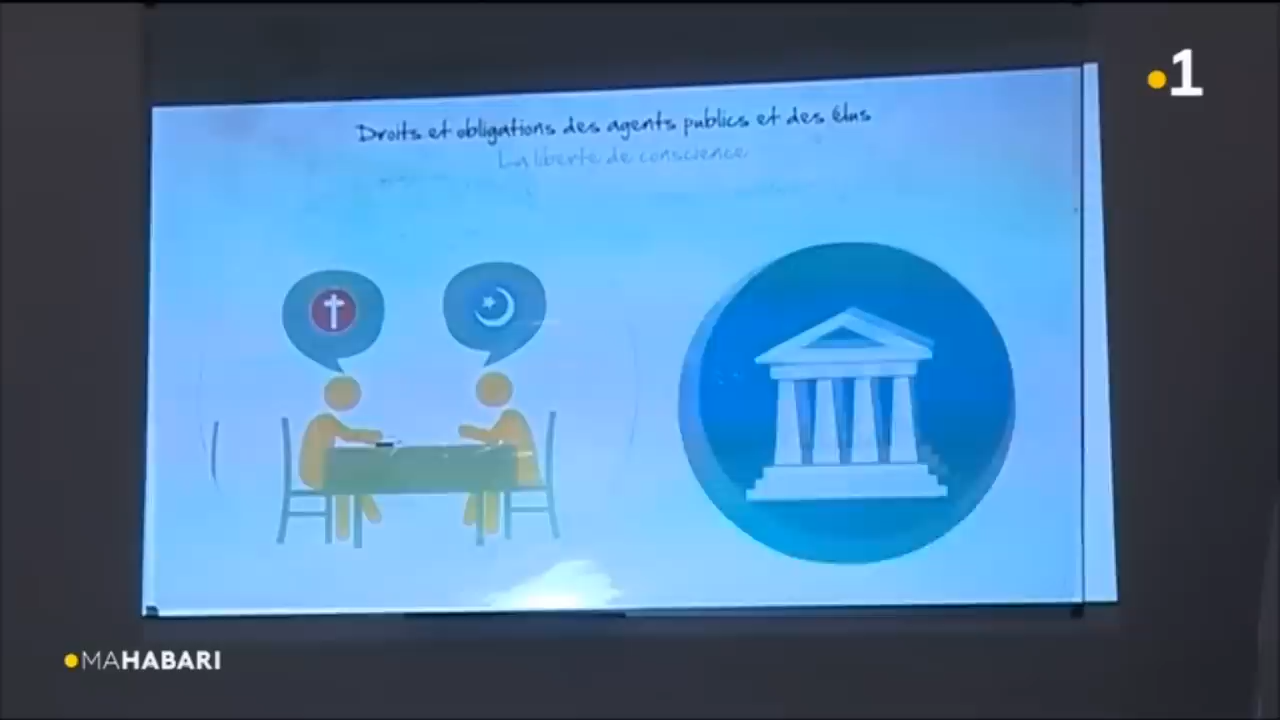 1
Droits et obligations des agents publics et des élus
La liberté de conscience
MAHABARI